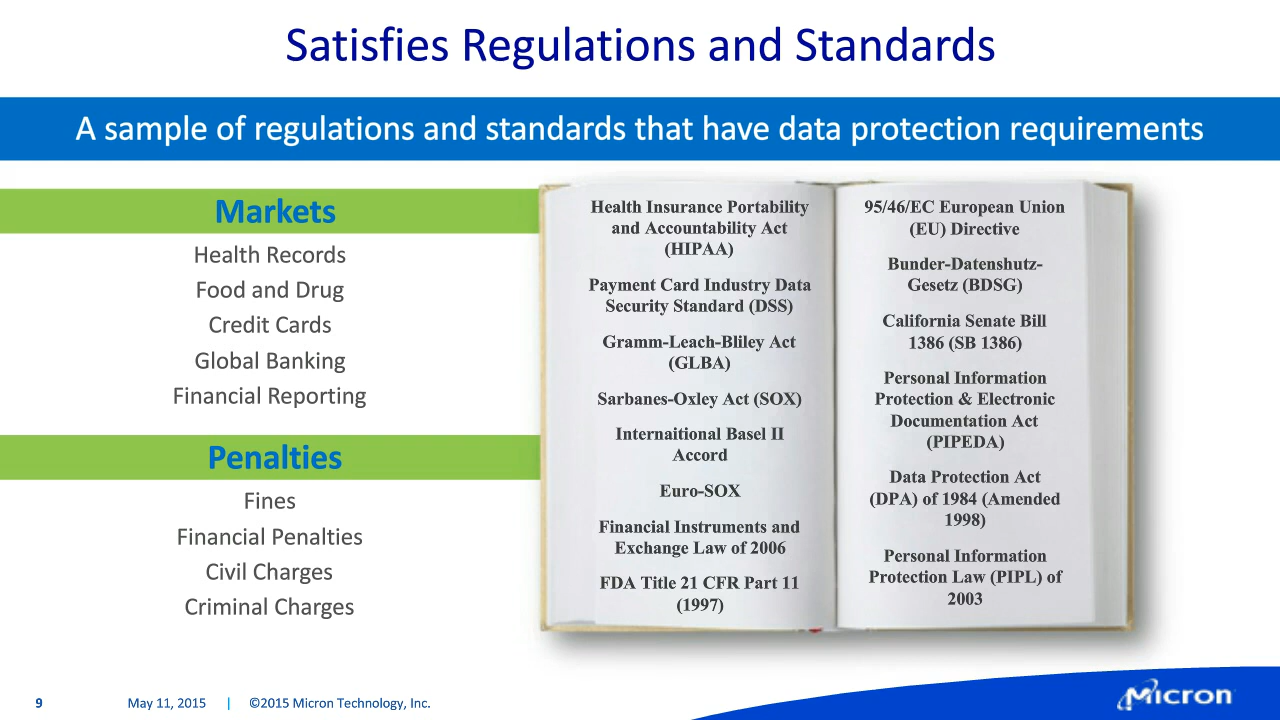 Satisfies Regulations and Standards
A sample of regulations and standards that have data protection requirements
Markets
Health Records
Food and Drug
Credit Cards
Global Banking
Financial Reporting
Penalties
Fines
Financial Penalties
Civil Charges
Criminal Charges
Health Insurance Portability
and Accountability Act
(HIPAA)
Payment Card Industry Data
Security Standard (DSS)
Gramm-Leach-Bliley Act
(GLBA)
Sarbanes-Oxley Act (SOX)
Internaitional Basel II
Accord
Euro-SOX
Financial Instruments and
Exchange Law of 2006
FDA Title 21 CFR Part 11
(1997)
95/46/EC European Union
(EU) Directive
Bunder-Datenshutz-
Gesetz (BDSG)
California Senate Bill
1386 (SB 1386)
Personal Information
Protection & Electronic
Documentation Act
(PIPEDA)
Data Protection Act
(DPA) of 1984 (Amended
1998)
Personal Information
Protection Law (PIPL) of
2003
9 May 11, 2015 | ©2015 Micron Technology, Inc.
Micron